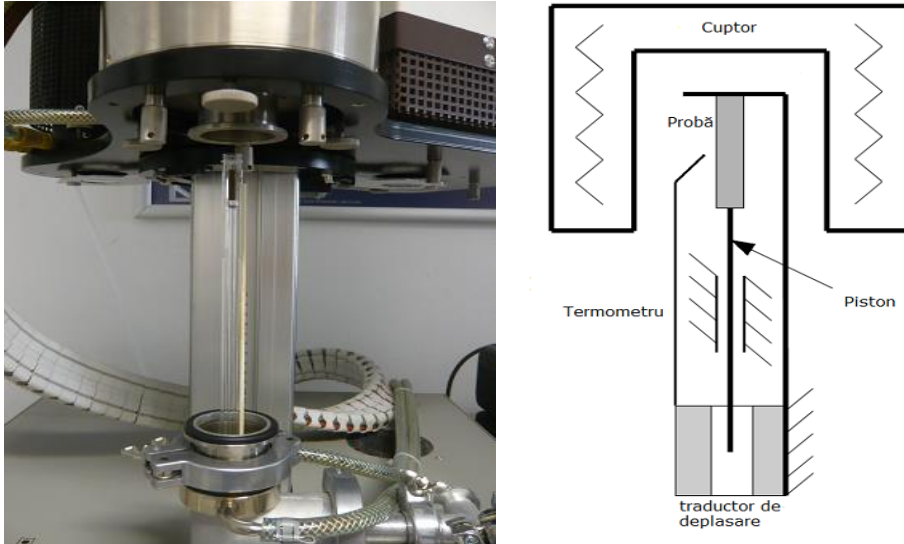 Cuptor
Probă
Termometru
Piston
traductor de
deplasare